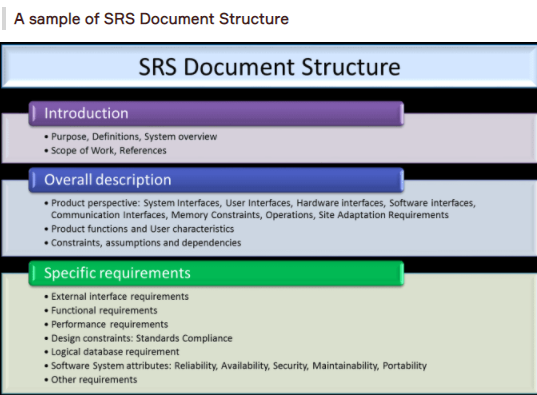 A sample of SRS Document Structure
SRS Document Structure
Introduction
• Purpose, Definitions, System overview
• Scope of Work, References
Overall description
• Product perspective: System Interfaces, User Interfaces, Hardware interfaces, Software interfaces,
Communication Interfaces, Memory Constraints, Operations, Site Adaptation Requirements
• Product functions and User characteristics
• Constraints, assumptions and dependencies
Specific requirements
• External interface requirements
• Functional requirements
• Performance requirements
• Design constraints: Standards Compliance
• Logical database requirement
• Software System attributes: Reliability, Availability, Security, Maintainability, Portability
• Other requirements